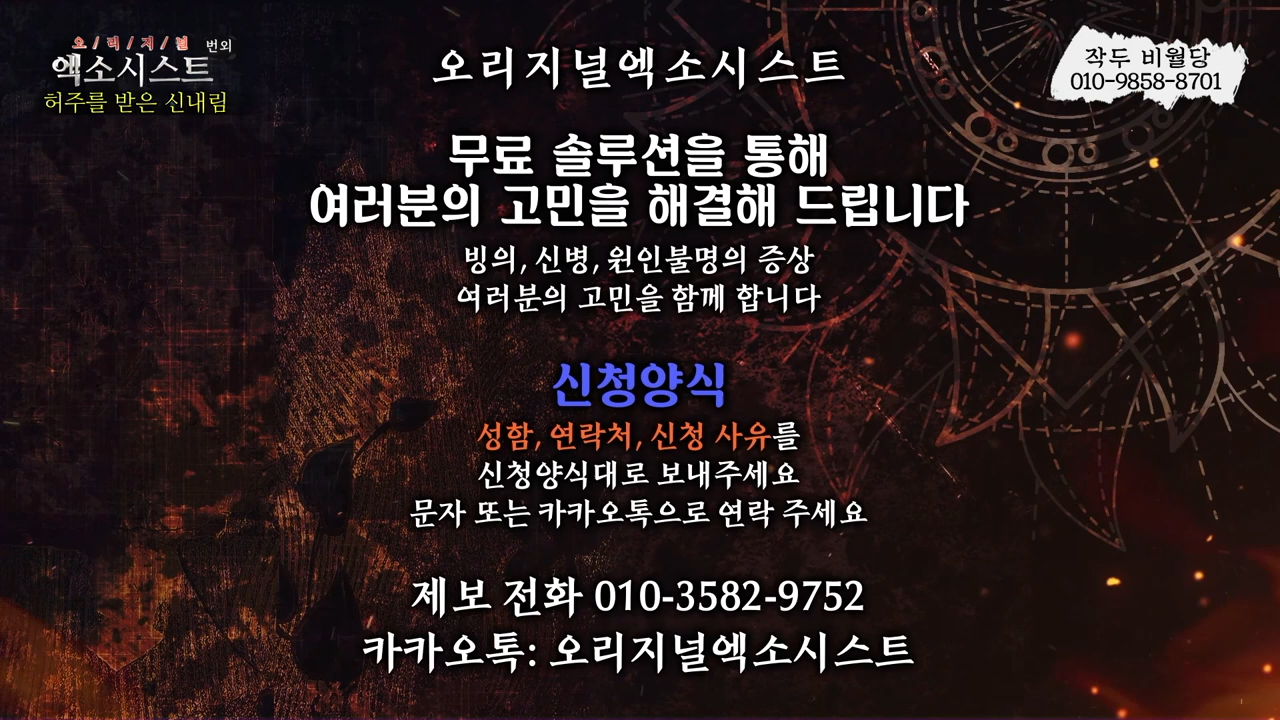 오/리/지/널 번외
엑소시스트
허주를 받은 신내림
오리지널엑소시스트
작두 비월당
010-9858-8701
무료 솔루션을 통해
여러분의 고민을 해결해 드립니다
빙의, 신병, 원인불명의 증상
여러분의 고민을 함께 합니다
신청양식
성함, 연락처, 신청 사유를
신청양식대로 보내주세요
문자 또는 카카오톡으로 연락 주세요
제보 전화 010-3582-9752
카카오톡: 오리지널엑소시스트